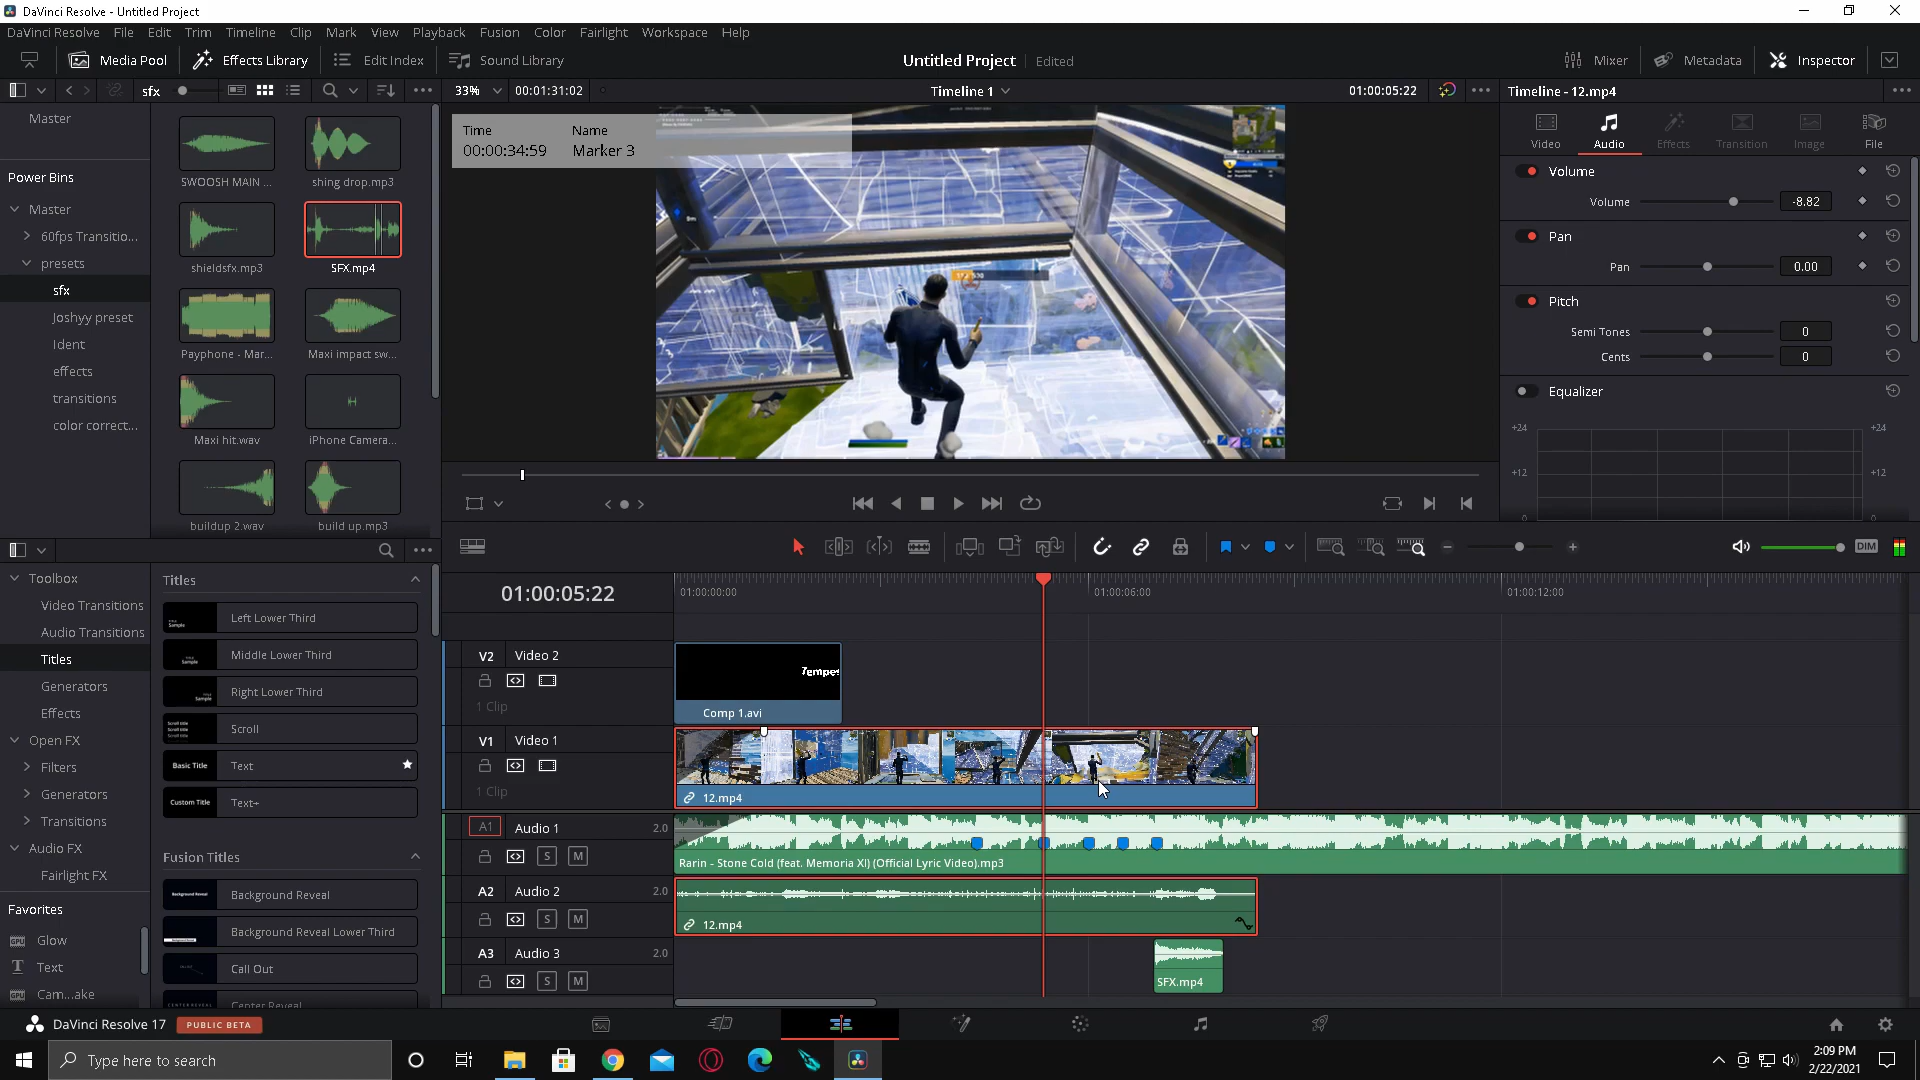 DaVinci Resolve - Untitled Project
DaVinci Resolve File Edit Trim Timeline Clip Mark View Playback Fusion Color Fairlight Workspace Help
Media Pool Effects Library Edit Index Sound Library Untitled Project Edited Mixer Metadata Inspector
sfx 33% 00:01:31:02 Timeline 1 01:00:05:22 Timeline - 12.mp4
Master
Power Bins
Master
60fps Transitio...
presets
sfx
Joshyy preset
Ident
effects
transitions
color correct...
SWOOSH MAIN ... shing drop.mp3
shieldsfx.mp3 SFX.mp4
Payphone - Mar... Maxi impact sw...
Maxi hit.wav iPhone Camera...
buildup 2.wav build up.mp3
Time Name
00:00:34:59 Marker 3
Video Audio Effects Transition Image File
Volume
Volume -8.82
Pan
Pan 0.00
Pitch
Semi Tones 0
Cents 0
Equalizer
+24 +24
+12 +12
0 0
DIM
Toolbox
Video Transitions
Audio Transitions
Titles
Generators
Effects
Open FX
Filters
Generators
Transitions
Audio FX
Fairlight FX
Favorites
Glow
Text
Cam...ake
Titles
Left Lower Third
Middle Lower Third
Right Lower Third
Scroll
Basic Title Text
Custom Title Text+
Fusion Titles
Background Reveal Background Reveal
Background Reveal Lower Third
Call Out
Center Reveal
01:00:05:22 01:00:00:00 01:00:06:00 01:00:12:00
V2 Video 2
1 Clip
Tempes
Comp 1.avi
V1 Video 1
1 Clip
12.mp4
A1 Audio 1 2.0
S M
Rarin - Stone Cold (feat. Memoria XI) (Official Lyric Video).mp3
A2 Audio 2 2.0
S M
12.mp4
A3 Audio 3 2.0
S M
SFX.mp4
DaVinci Resolve 17 PUBLIC BETA
Type here to search
2:09 PM
2/22/2021